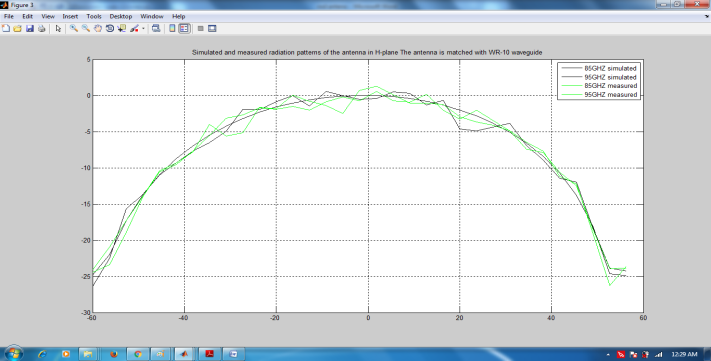 Figure 3
File Edit View Insert Tools Desktop Window Help
Simulated and measured radiation patterns of the antenna in H-plane The antenna is matched with WR-10 waveguide
5
0
-5
-10
-15
-20
-25
-30
-60 -40 -20 0 20 40 60
85GHZ simulated
95GHZ simulated
85GHZ measured
95GHZ measured
12:29 AM